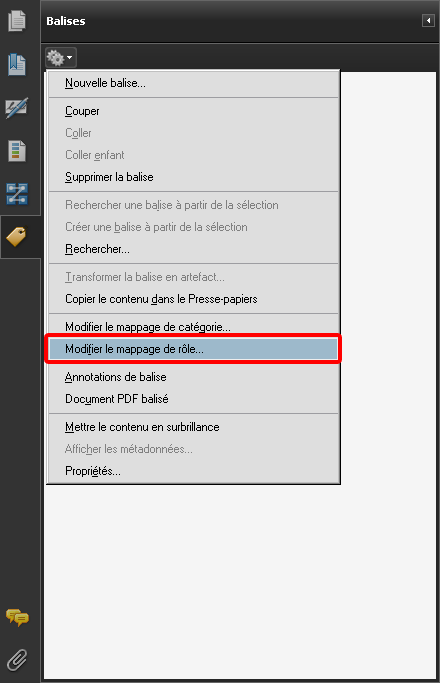 Balises
Nouvelle balise...
Couper
Coller
Coller enfant
Supprimer la balise
Rechercher une balise à partir de la sélection
Créer une balise à partir de la sélection
Rechercher...
Transformer la balise en artefact...
Copier le contenu dans le Presse-papiers
Modifier le mappage de catégorie...
Modifier le mappage de rôle...
Annotations de balise
Document PDF balisé
Mettre le contenu en surbrillance
Afficher les métadonnées...
Propriétés...